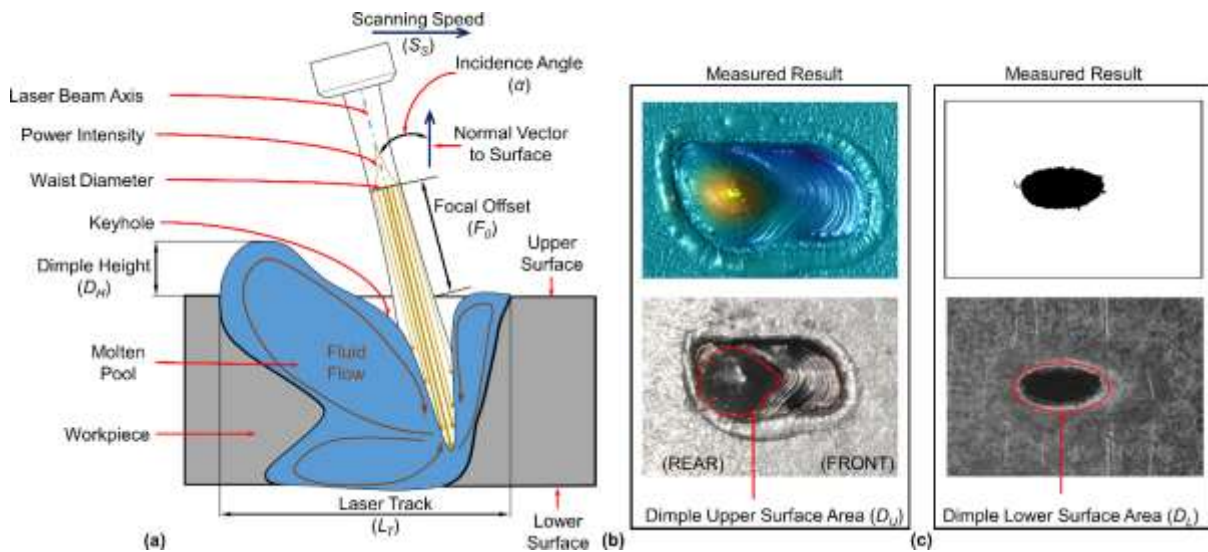 Scanning Speed
(S_S)
Incidence Angle
(α)
Laser Beam Axis
Power Intensity
Normal Vector
to Surface
Waist Diameter
Focal Offset
(F_0)
Keyhole
Dimple Height
(D_H)
Upper
Surface
Molten
Pool
Fluid
Flow
Workpiece
Laser Track
(L_T)
Lower
Surface
(a)
Measured Result
(REAR)
(FRONT)
Dimple Upper Surface Area (D_U)
(b)
Measured Result
Dimple Lower Surface Area (D_L)
(c)